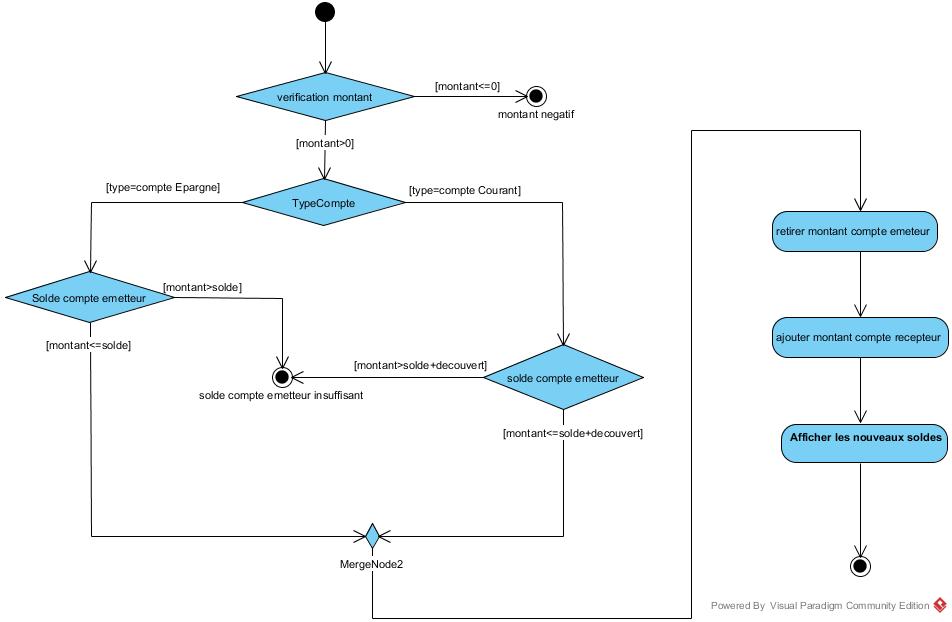 verification montant
[montant<=0]
montant negatif
[montant>0]
[type=compte Epargne]
TypeCompte
[type=compte Courant]
retirer montant compte emeteur
Solde compte emetteur
[montant>solde]
[montant<=solde]
ajouter montant compte recepteur
[montant>solde+decouvert]
solde compte emetteur
solde compte emetteur insuffisant
[montant<=solde+decouvert]
Afficher les nouveaux soldes
MergeNode2
Powered By Visual Paradigm Community Edition